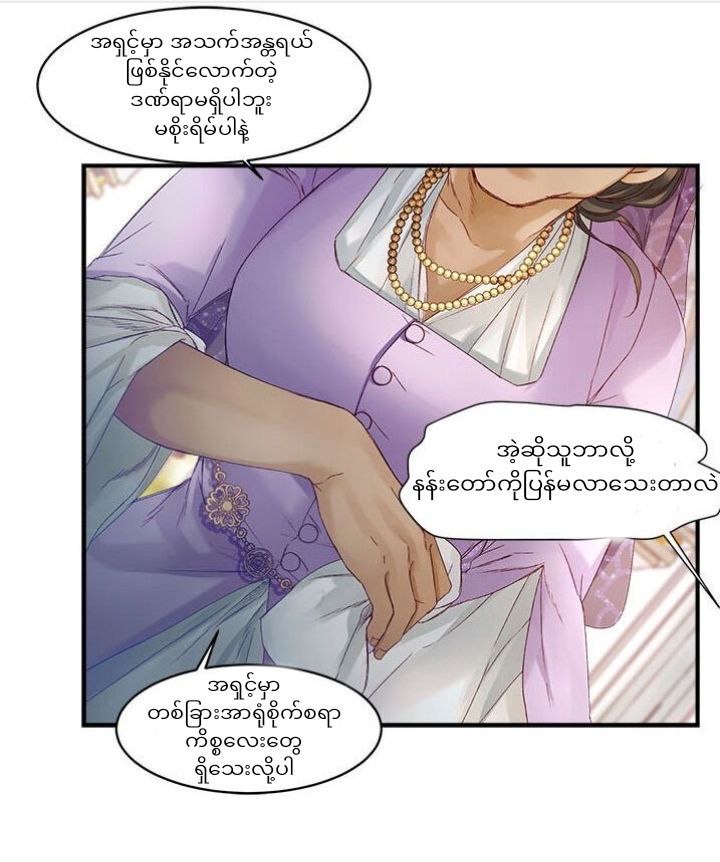 အရှင့်မှာ အသက်အန္တရယ်
ဖြစ်နိုင်လောက်တဲ့
ဒဏ်ရာမရှိပါဘူး
မစိုးရိမ်ပါနဲ့
အဲ့ဆိုသူဘာလို့
နန်းတော်ကိုပြန်မလာသေးတာလဲ
အရှင့်မှာ
တစ်ခြားအာရုံစိုက်စရာ
ကိစ္စလေးတွေ
ရှိသေးလို့ပါ